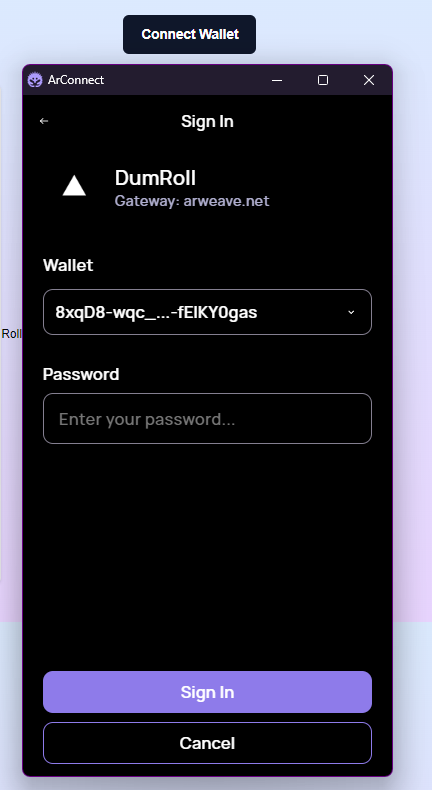 Connect Wallet
ArConnect
Sign In
DumRoll
Gateway: arweave.net
Wallet
8xqD8-wqc_...-fElKY0gas
Roll
Password
Enter your password...
Sign In
Cancel